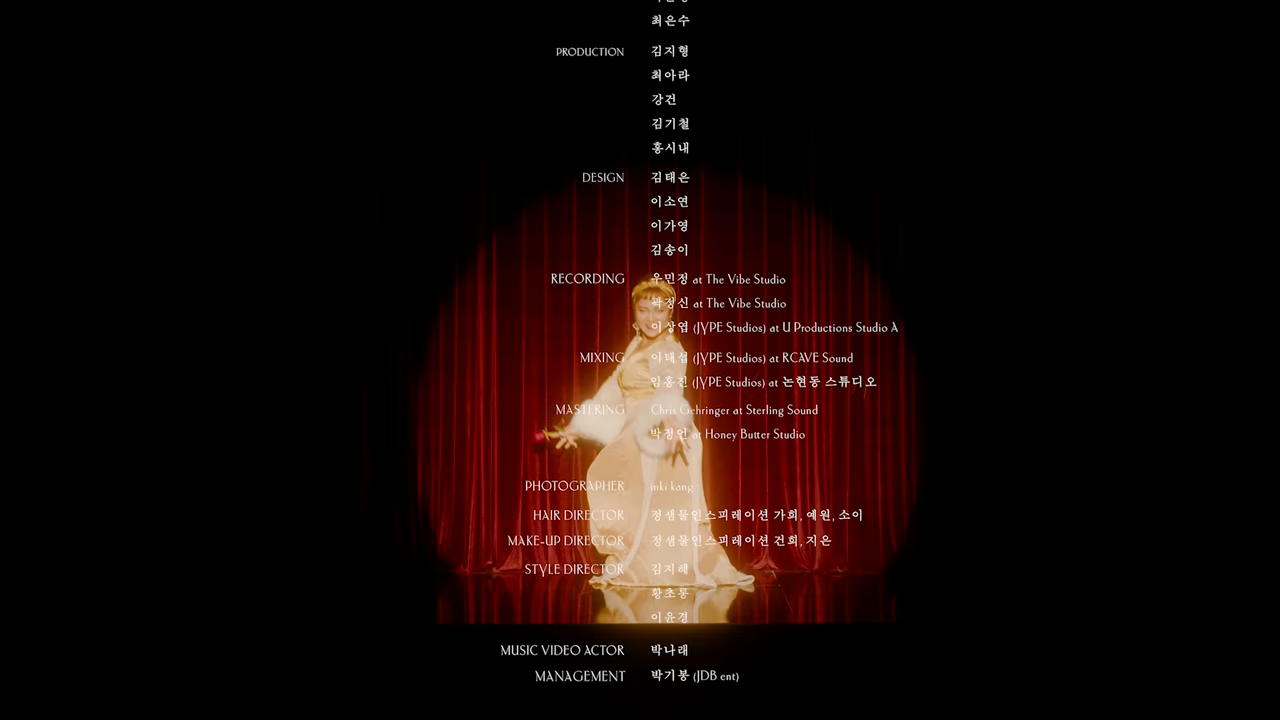 최은수
PRODUCTION 김지형
최아라
강건
김기철
홍시내
DESIGN 김태은
이소연
이가영
김송이
RECORDING 우민정 at The Vibe Studio
박정신 at The Vibe Studio
이상엽 (JYPE Studios) at U Productions Studio A
MIXING 이태섭 (JYPE Studios) at RCAVE Sound
임홍진 (JYPE Studios) at 논현동 스튜디오
MASTERING Chris Gehringer at Sterling Sound
박정언 at Honey Butter Studio
PHOTOGRAPHER inki kang
HAIR DIRECTOR 정샘물인스피레이션 가희, 예원, 소이
MAKE-UP DIRECTOR 정샘물인스피레이션 건희, 지은
STYLE DIRECTOR 김지혜
황초롱
이윤경
MUSIC VIDEO ACTOR 박나래
MANAGEMENT 박기봉 (JDB ent)